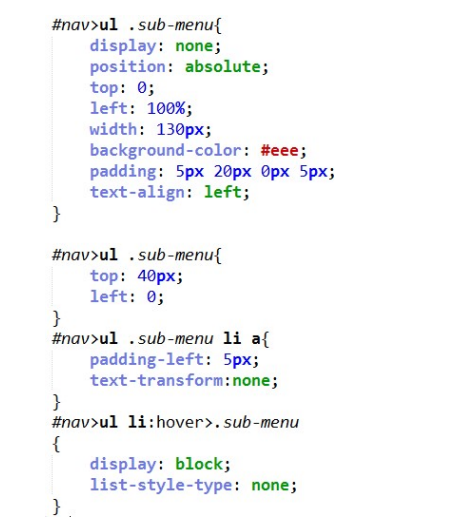 #nav>ul .sub-menu{
display: none;
position: absolute;
top: 0;
left: 100%;
width: 130px;
background-color: #eee;
padding: 5px 20px 0px 5px;
text-align: left;
}
#nav>ul .sub-menu{
top: 40px;
left: 0;
}
#nav>ul .sub-menu li a{
padding-left: 5px;
text-transform:none;
}
#nav>ul li:hover>.sub-menu
{
display: block;
list-style-type: none;
}